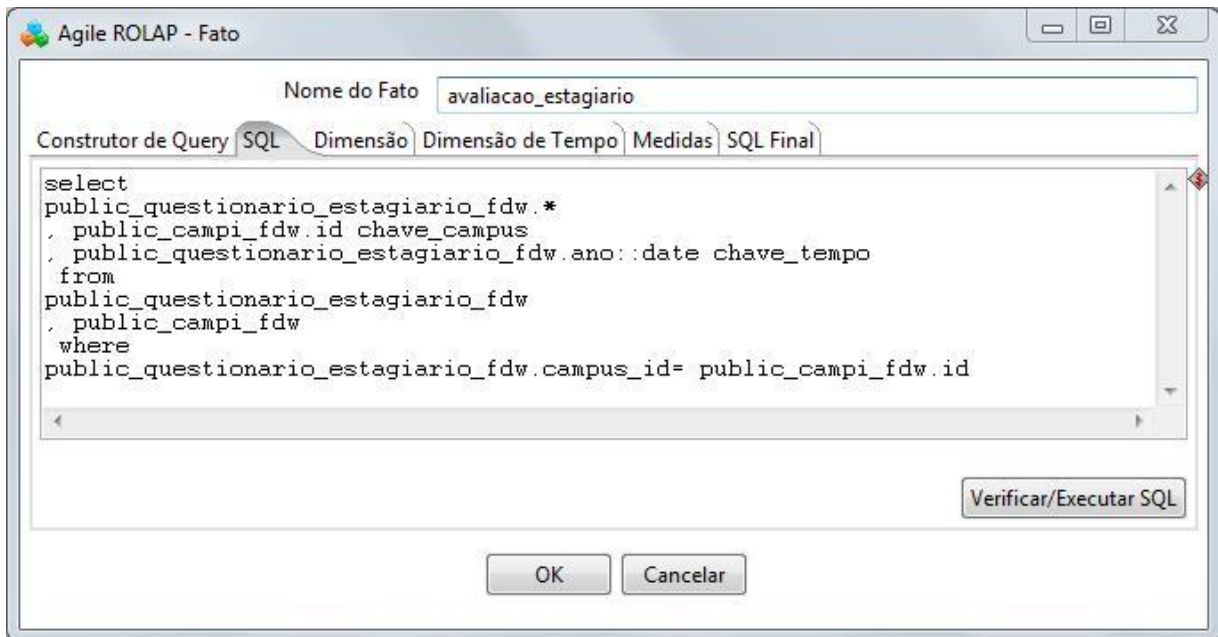 Agile ROLAP - Fato
Nome do Fato avaliacao_estagiario
Construtor de Query SQL Dimensão Dimensão de Tempo Medidas SQL Final
select
public_questionario_estagiario_fdw.*
, public_campi_fdw.id chave_campus
, public_questionario_estagiario_fdw.ano::date chave_tempo
from
public_questionario_estagiario_fdw
, public_campi_fdw
where
public_questionario_estagiario_fdw.campus_id= public_campi_fdw.id
Verificar/Executar SQL
OK Cancelar